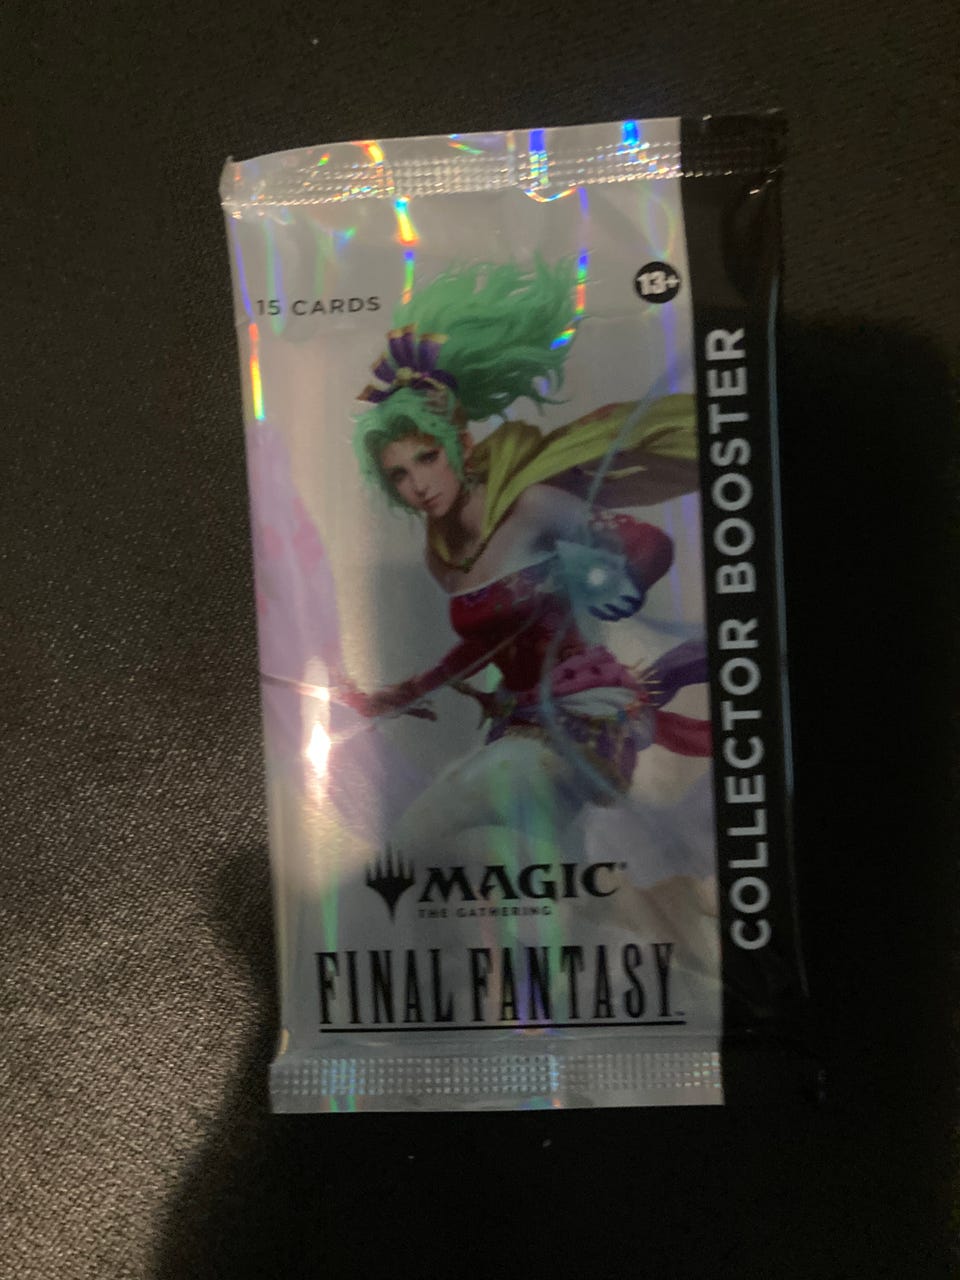 15 CARDS
13+
MAGIC
THE GATHERING
FINAL FANTASY
COLLECTOR BOOSTER